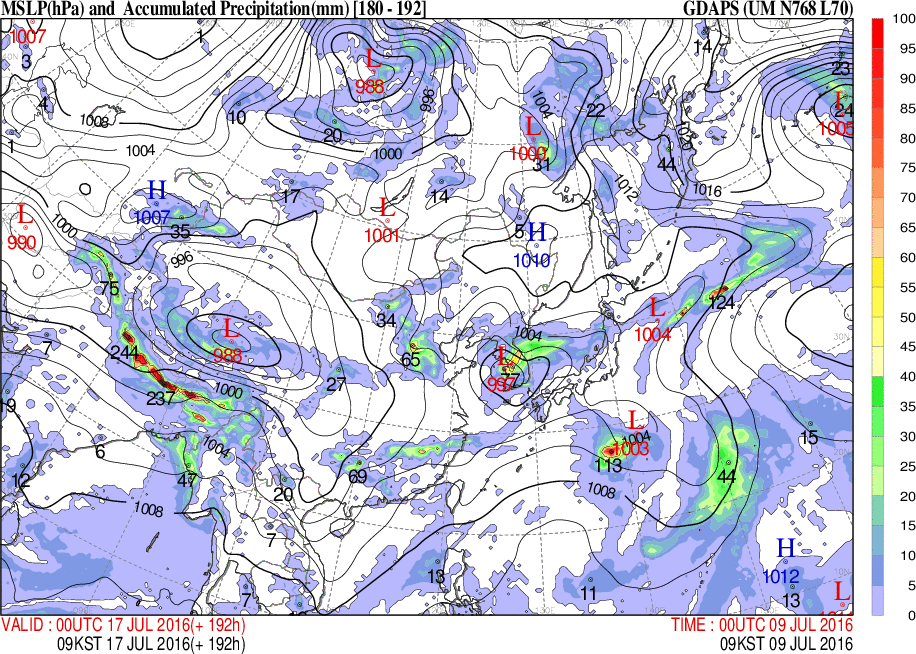 MSLP(hPa) and Accumulated Precipitation(mm) [180 - 192] GDAPS (UM N768 L70)
1007 1 14 100
3 L 23 95
988 996 L 90
4 1004 22 24
1008 10 20 L 1005 85
1 1004 1000 1000 31 44 80
17 14 1012 1016 75
H 1007 L 70
L 1000 35 1001 5 H 65
990 996 1010 60
75 L 124 55
34 1004 1004 50
7 244 L 988 65 L 997 77 45
27 40
237 1000 35
L 1004 15 30
6 1004 1003
12 47 69 113 44 25
20 1008 20
1008 15
7 H 10
13 1012 5
7 11 13 L 0
VALID : 00UTC 17 JUL 2016(+ 192h) TIME : 00UTC 09 JUL 2016
09KST 17 JUL 2016(+ 192h) 09KST 09 JUL 2016